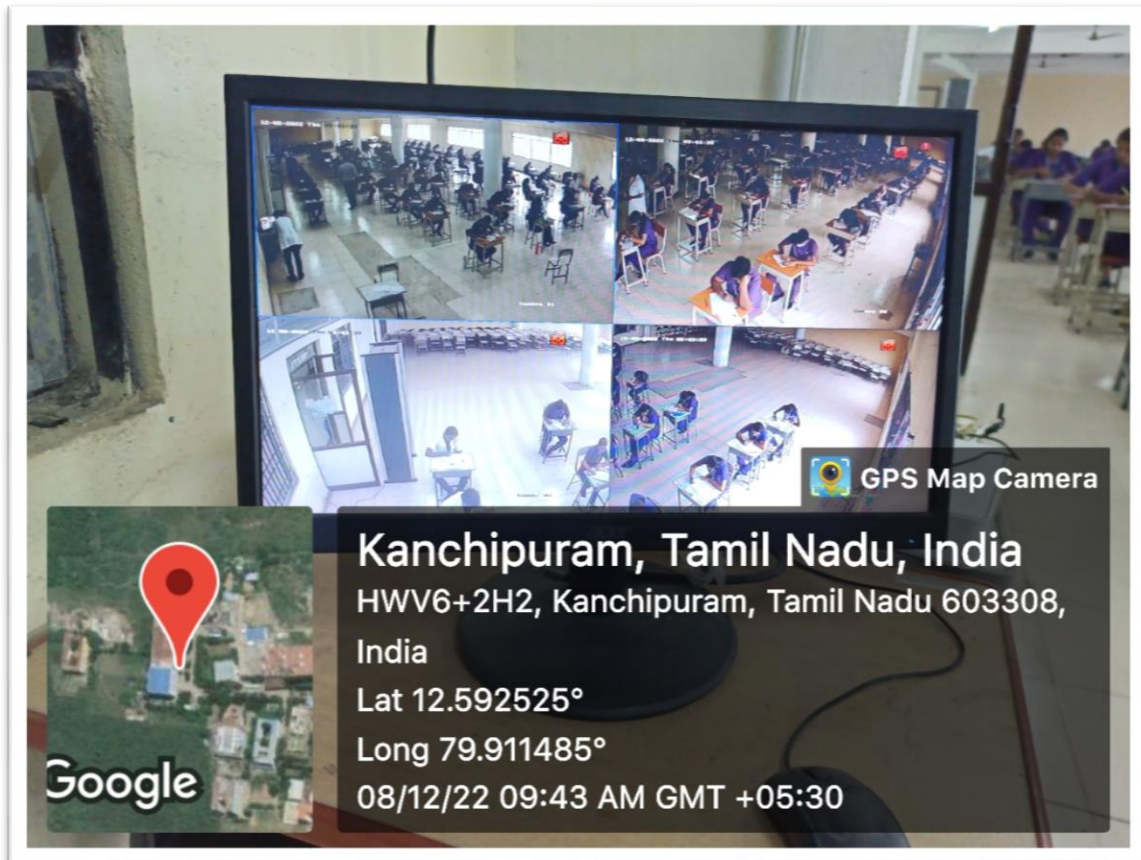 GPS Map Camera
Kanchipuram, Tamil Nadu, India
HWV6+2H2, Kanchipuram, Tamil Nadu 603308,
India
Lat 12.592525°
Long 79.911485°
08/12/22 09:43 AM GMT +05:30
Google